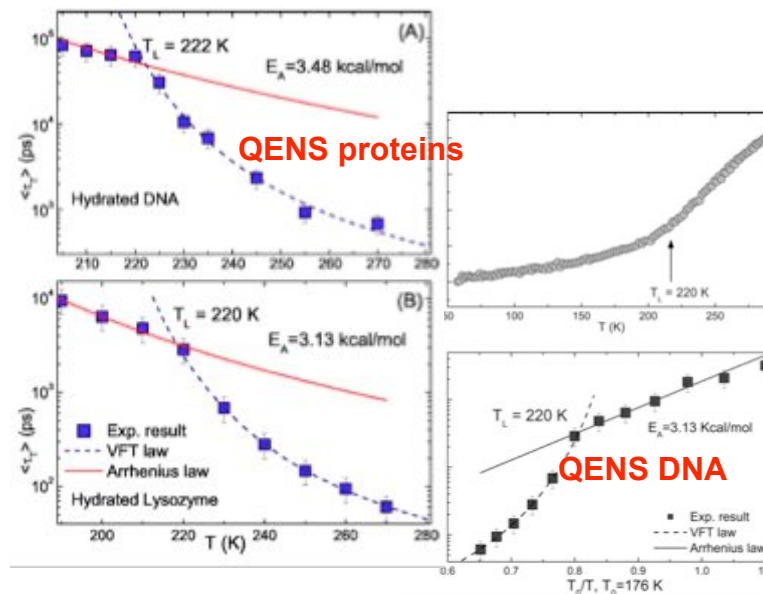 (A)
T_L = 222 K
E_A=3.48 kcal/mol
QENS proteins
Hydrated DNA
<τ_T> (ps)
10⁵
10⁴
10³
210 220 230 240 250 260 270 280
(B)
T_L = 220 K
E_A=3.13 kcal/mol
Exp. result
VFT law
Arrhenius law
Hydrated Lysozyme
<τ_T> (ps)
10⁴
10³
10²
200 220 240 260 280
T (K)
T_L = 220 K
100 150 200
T (K)
T_L = 220 K
E_A=3.13 Kcal/mol
QENS DNA
Exp. result
VFT law
Arrhenius law
0.6 0.7 0.8 0.9 1.0
T_0/T, T_0=176 K